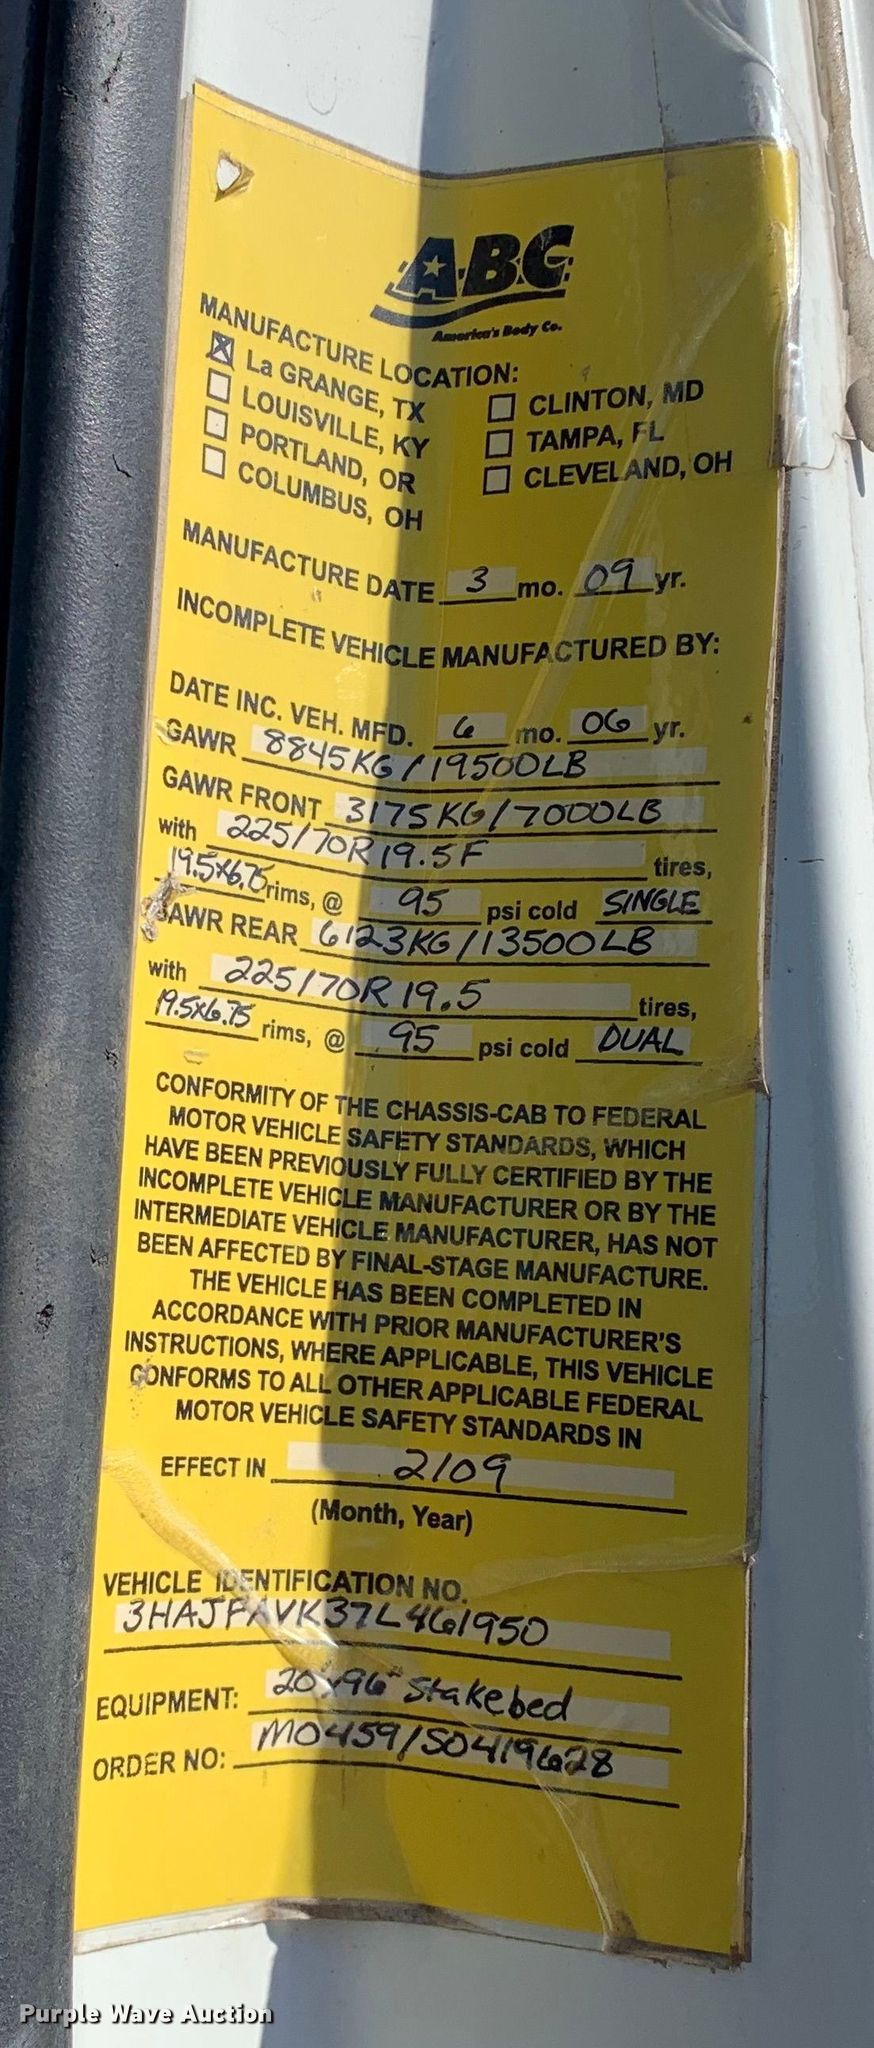 ABC
America's Body Co.
MANUFACTURE LOCATION:
☒ La GRANGE, TX ☐ CLINTON, MD
☐ LOUISVILLE, KY ☐ TAMPA, FL
☐ PORTLAND, OR ☐ CLEVELAND, OH
☐ COLUMBUS, OH
MANUFACTURE DATE 3 mo. 09 yr.
INCOMPLETE VEHICLE MANUFACTURED BY:
DATE INC. VEH. MFD. 6 mo. 06 yr.
GAWR 8845KG/19500LB
GAWR FRONT 3175KG/7000LB
with 225/70R19.5F tires,
19.5x6.75 rims, @ 95 psi cold SINGLE
GAWR REAR 6123KG/13500LB
with 225/70R19.5 tires,
19.5x6.75 rims, @ 95 psi cold DUAL
CONFORMITY OF THE CHASSIS-CAB TO FEDERAL
MOTOR VEHICLE SAFETY STANDARDS, WHICH
HAVE BEEN PREVIOUSLY FULLY CERTIFIED BY THE
INCOMPLETE VEHICLE MANUFACTURER OR BY THE
INTERMEDIATE VEHICLE MANUFACTURER, HAS NOT
BEEN AFFECTED BY FINAL-STAGE MANUFACTURE.
THE VEHICLE HAS BEEN COMPLETED IN
ACCORDANCE WITH PRIOR MANUFACTURER'S
INSTRUCTIONS, WHERE APPLICABLE, THIS VEHICLE
CONFORMS TO ALL OTHER APPLICABLE FEDERAL
MOTOR VEHICLE SAFETY STANDARDS IN
EFFECT IN 2/09
(Month, Year)
VEHICLE IDENTIFICATION NO.
3HAJFAVK37L461950
EQUIPMENT: 20'x96" Stakebed
ORDER NO: M0459/S0419628
Purple Wave Auction